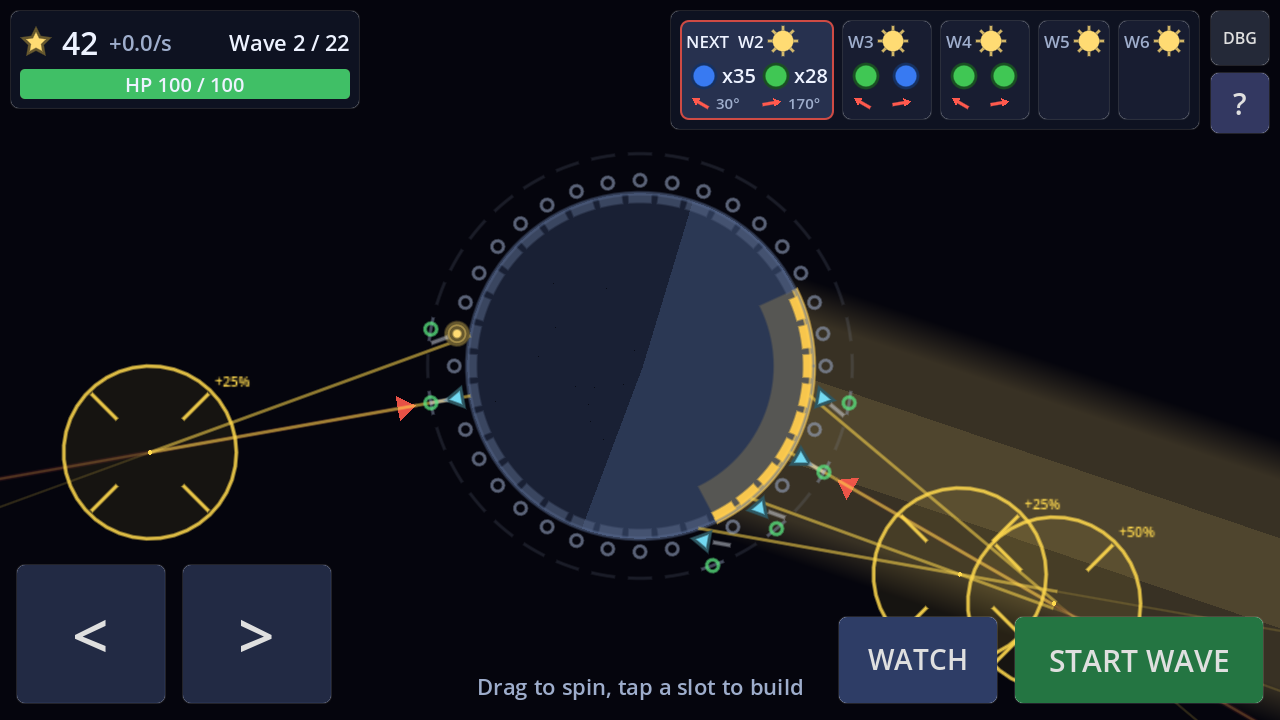 42 +0.0/s Wave 2 / 22
HP 100 / 100
NEXT W2
x35 x28
30° 170°
W3
W4
W5
W6
DBG
?
+25%
+25%
+50%
<
>
Drag to spin, tap a slot to build
WATCH
START WAVE